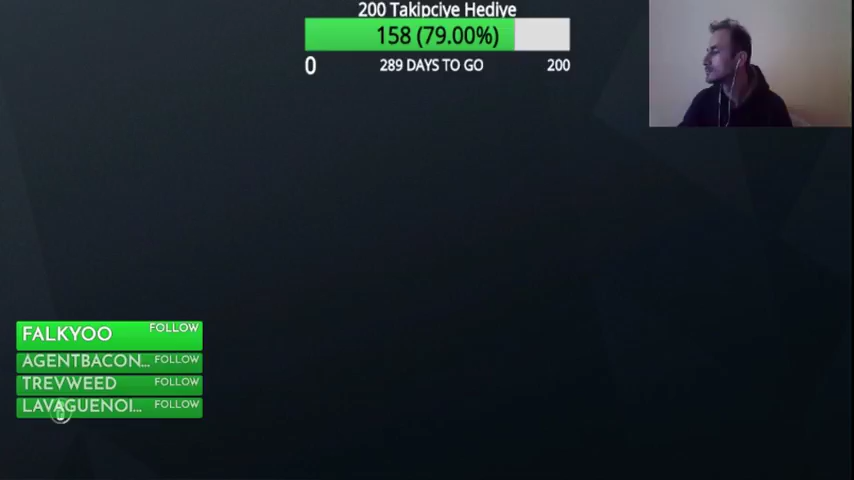 200 Takipciye Hediye
158 (79.00%)
0 289 DAYS TO GO 200
FALKYOO FOLLOW
AGENTBACON... FOLLOW
TREVWEED FOLLOW
LAVAGUENOI... FOLLOW